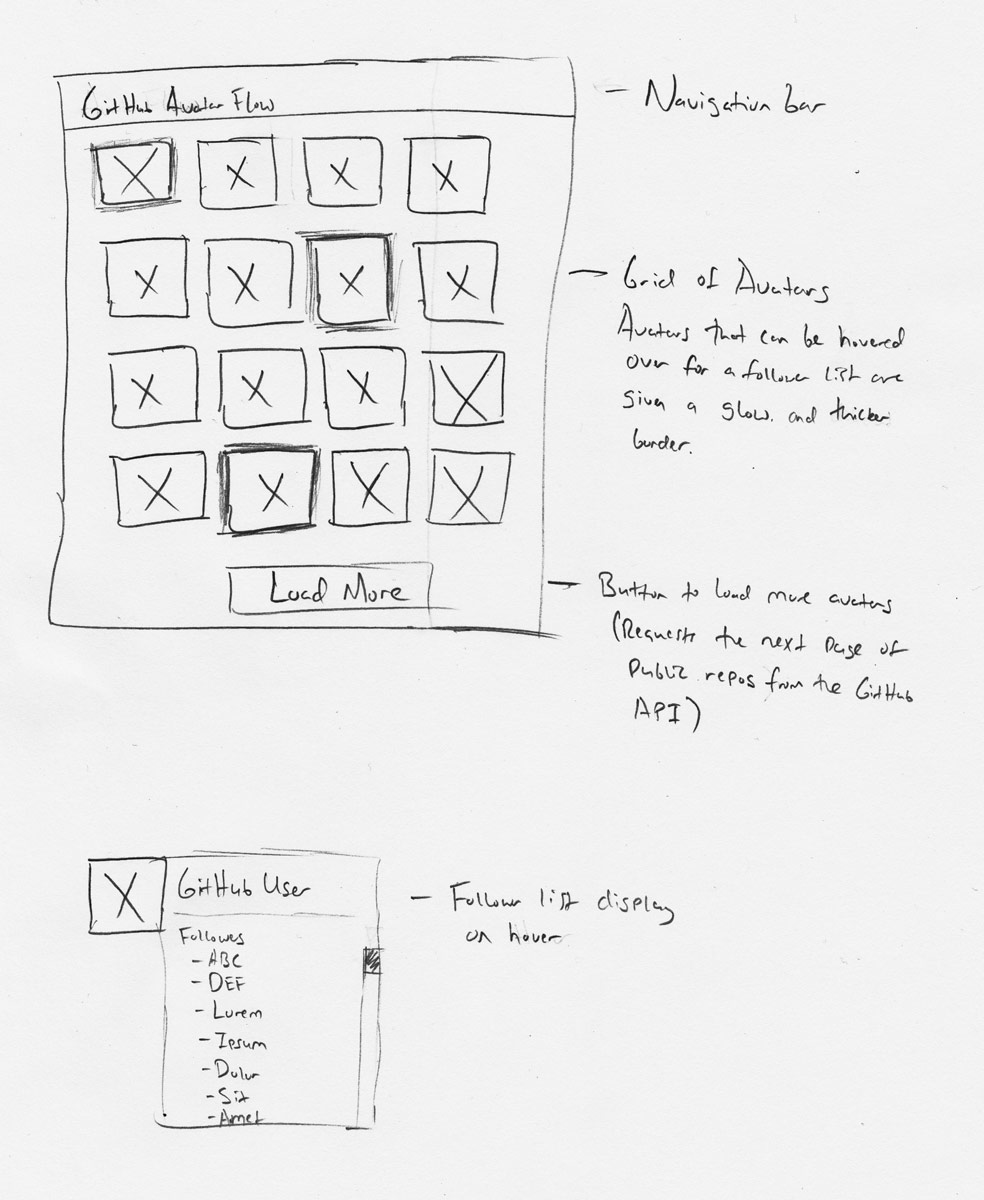 GitHub Avatar Flow
- Navigation bar
- Grid of Avatars
Avatars that can be hovered
over for a follower list are
given a glow. and thicker
border.
Load More
- Button to load more avatars
(Requests the next page of
public repos from the GitHub
API)
GitHub User
Followes
- ABC
- DEF
- Lorem
- Ipsum
- Dolor
- Sit
- Amet
- Follower list display
on hover.